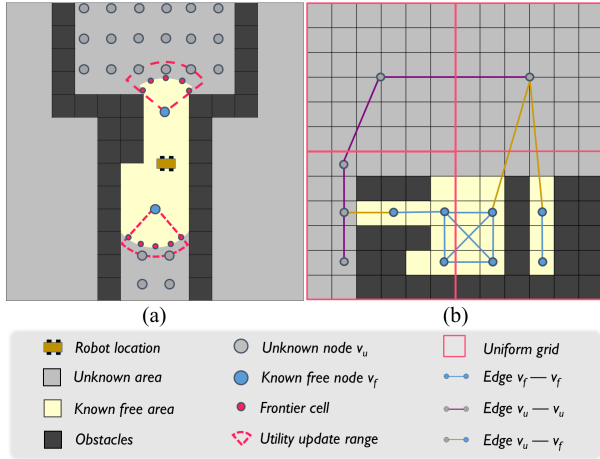 (a) (b)
Robot location
Unknown node v_u
Uniform grid
Unknown area
Known free node v_f
Edge v_f — v_f
Known free area
Frontier cell
Edge v_u — v_u
Obstacles
Utility update range
Edge v_u — v_f